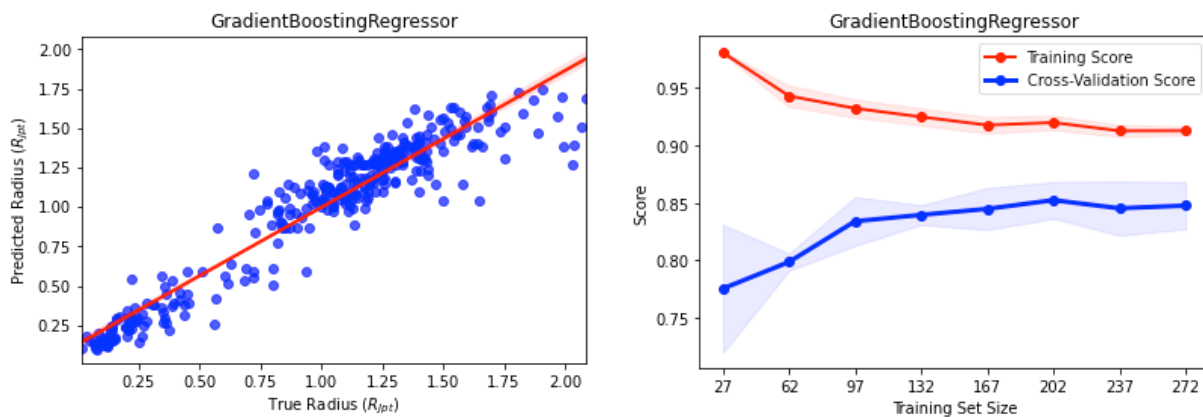 GradientBoostingRegressor
2.00
1.75
1.50
1.25
1.00
0.75
0.50
0.25
Predicted Radius (R_Jpt)
0.25 0.50 0.75 1.00 1.25 1.50 1.75 2.00
True Radius (R_Jpt)
GradientBoostingRegressor
Training Score
Cross-Validation Score
0.95
0.90
0.85
0.80
0.75
Score
27 62 97 132 167 202 237 272
Training Set Size